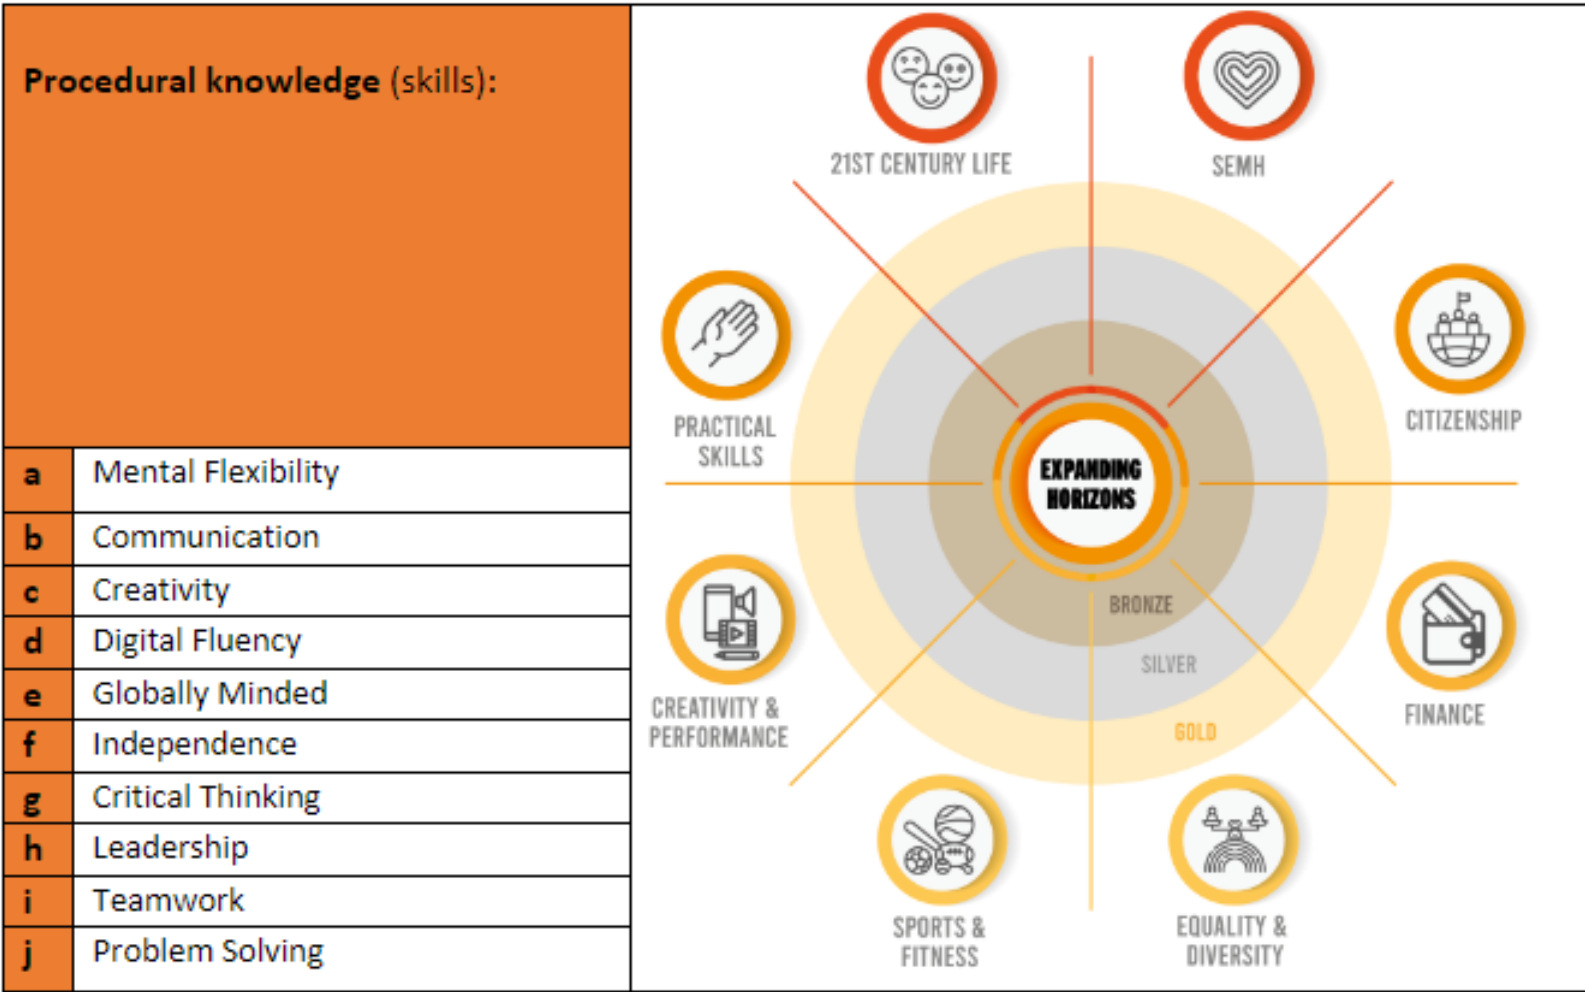 Procedural knowledge (skills):
a Mental Flexibility
b Communication
c Creativity
d Digital Fluency
e Globally Minded
f Independence
g Critical Thinking
h Leadership
i Teamwork
j Problem Solving
21ST CENTURY LIFE
SEMH
CITIZENSHIP
FINANCE
EQUALITY &
DIVERSITY
SPORTS &
FITNESS
CREATIVITY &
PERFORMANCE
PRACTICAL
SKILLS
EXPANDING
HORIZONS
BRONZE
SILVER
GOLD